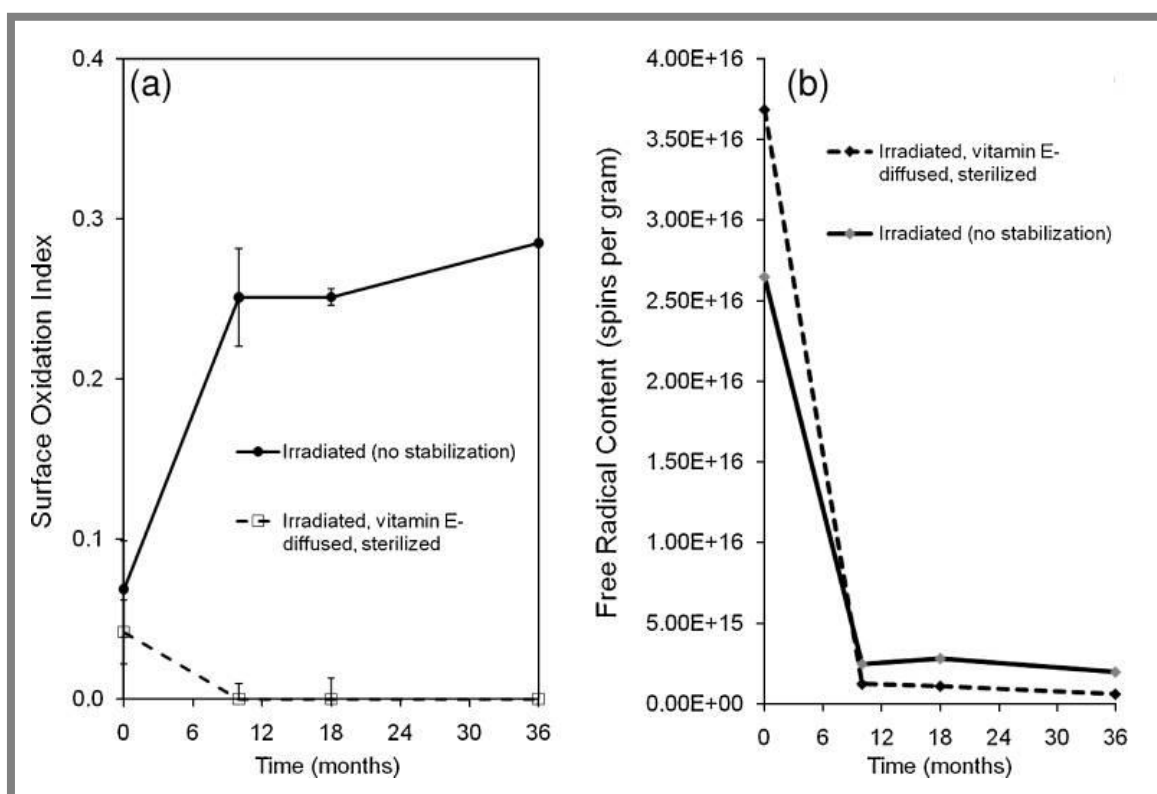 (a)
Surface Oxidation Index
0.4
0.3
0.2
0.1
0.0
Irradiated (no stabilization)
Irradiated, vitamin E-
diffused, sterilized
0 6 12 18 24 30 36
Time (months)
(b)
Free Radical Content (spins per gram)
4.00E+16
3.50E+16
3.00E+16
2.50E+16
2.00E+16
1.50E+16
1.00E+16
5.00E+15
0.00E+00
Irradiated, vitamin E-
diffused, sterilized
Irradiated (no stabilization)
0 6 12 18 24 30 36
Time (months)